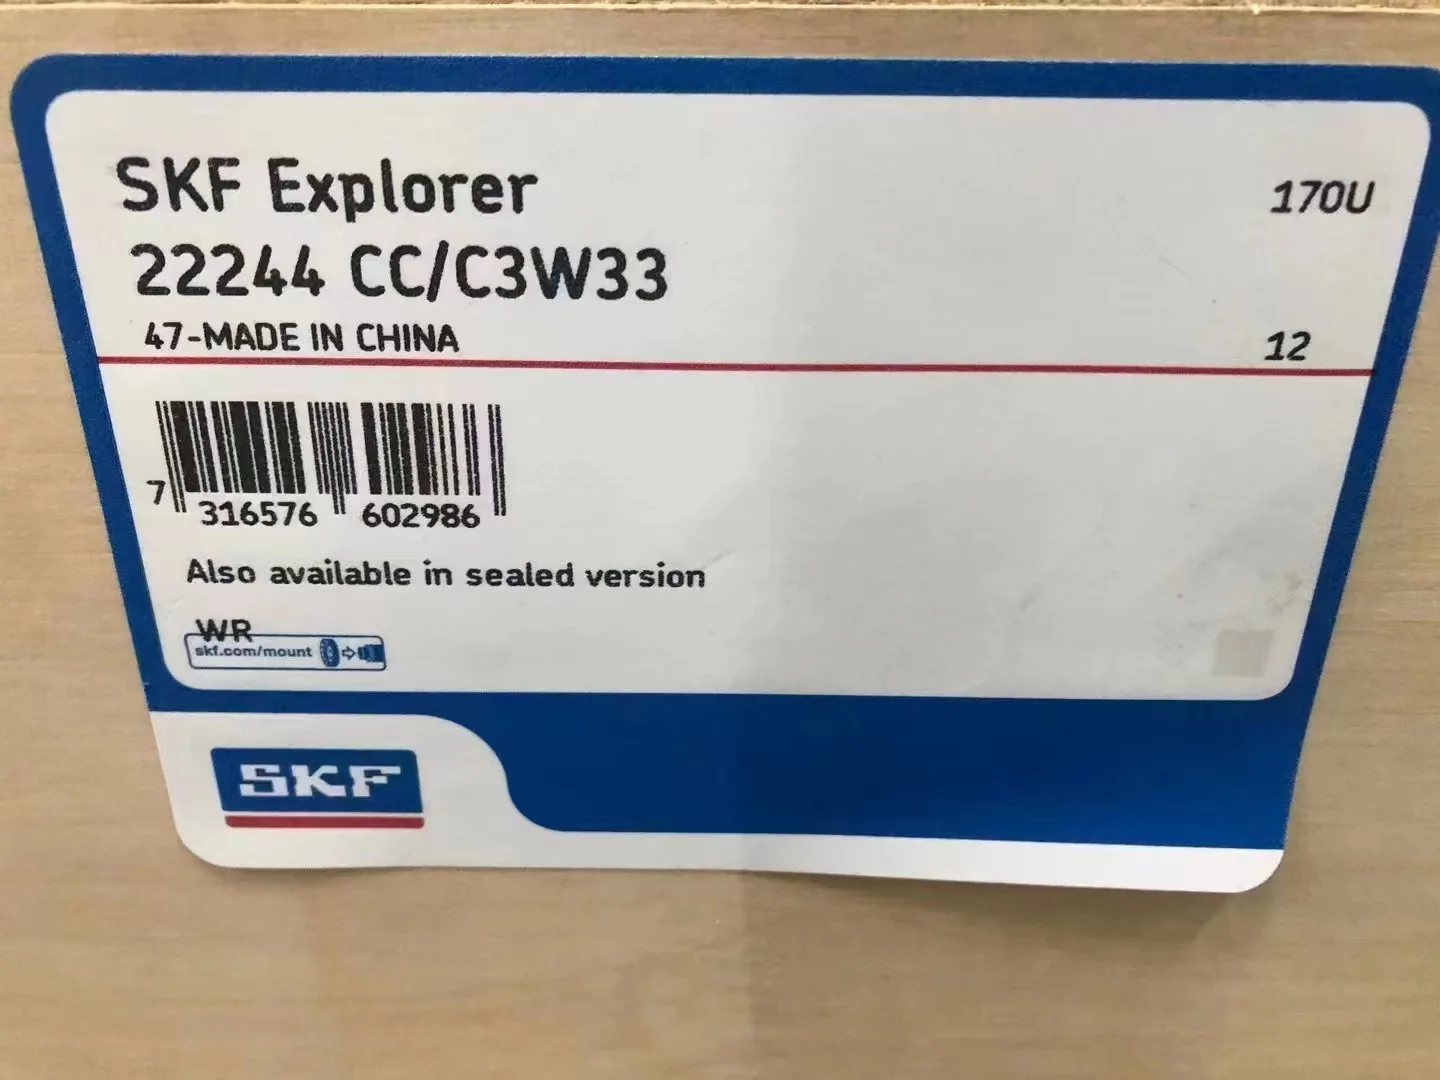 SKF Explorer
170U
22244 CC/C3W33
47-MADE IN CHINA
12
7 316576 602986
Also available in sealed version
WR
skf.com/mount
SKF